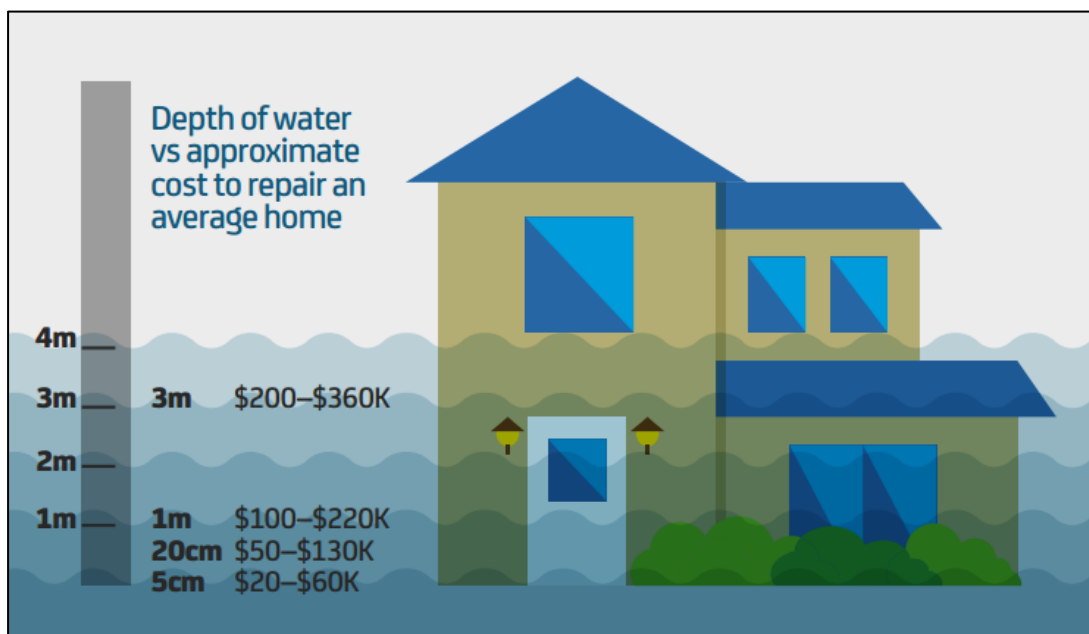 Depth of water
vs approximate
cost to repair an
average home
4m
3m 3m $200–$360K
2m
1m 1m $100–$220K
20cm $50–$130K
5cm $20–$60K